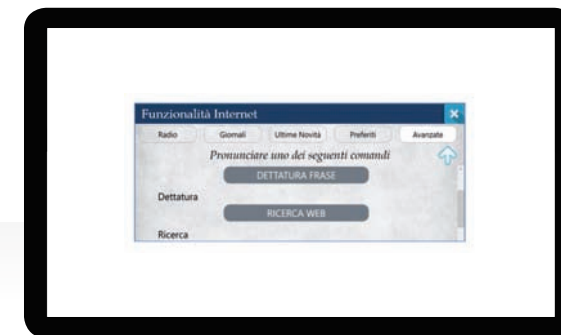 Funzionalità Internet
Radio Giornali Ultime Novità Preferiti Avanzate
Pronunciare uno dei seguenti comandi
DETTATURA FRASE
Dettatura
RICERCA WEB
Ricerca